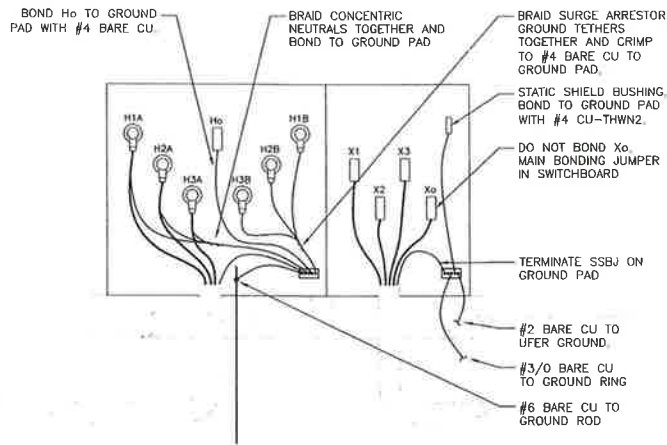 BOND Ho TO GROUND
PAD WITH #4 BARE CU.
BRAID CONCENTRIC
NEUTRALS TOGETHER AND
BOND TO GROUND PAD
BRAID SURGE ARRESTOR
GROUND TETHERS
TOGETHER AND CRIMP
TO #4 BARE CU TO
GROUND PAD.
STATIC SHIELD BUSHING,
BOND TO GROUND PAD
WITH #4 CU-THWN2.
DO NOT BOND Xo.
MAIN BONDING JUMPER
IN SWITCHBOARD
H1A
H2A
H3A
Ho
H3B
H2B
H1B
X1
X2
X3
Xo
TERMINATE SSBJ ON
GROUND PAD
#2 BARE CU TO
UFER GROUND.
#3/0 BARE CU
TO GROUND RING
#6 BARE CU TO
GROUND ROD